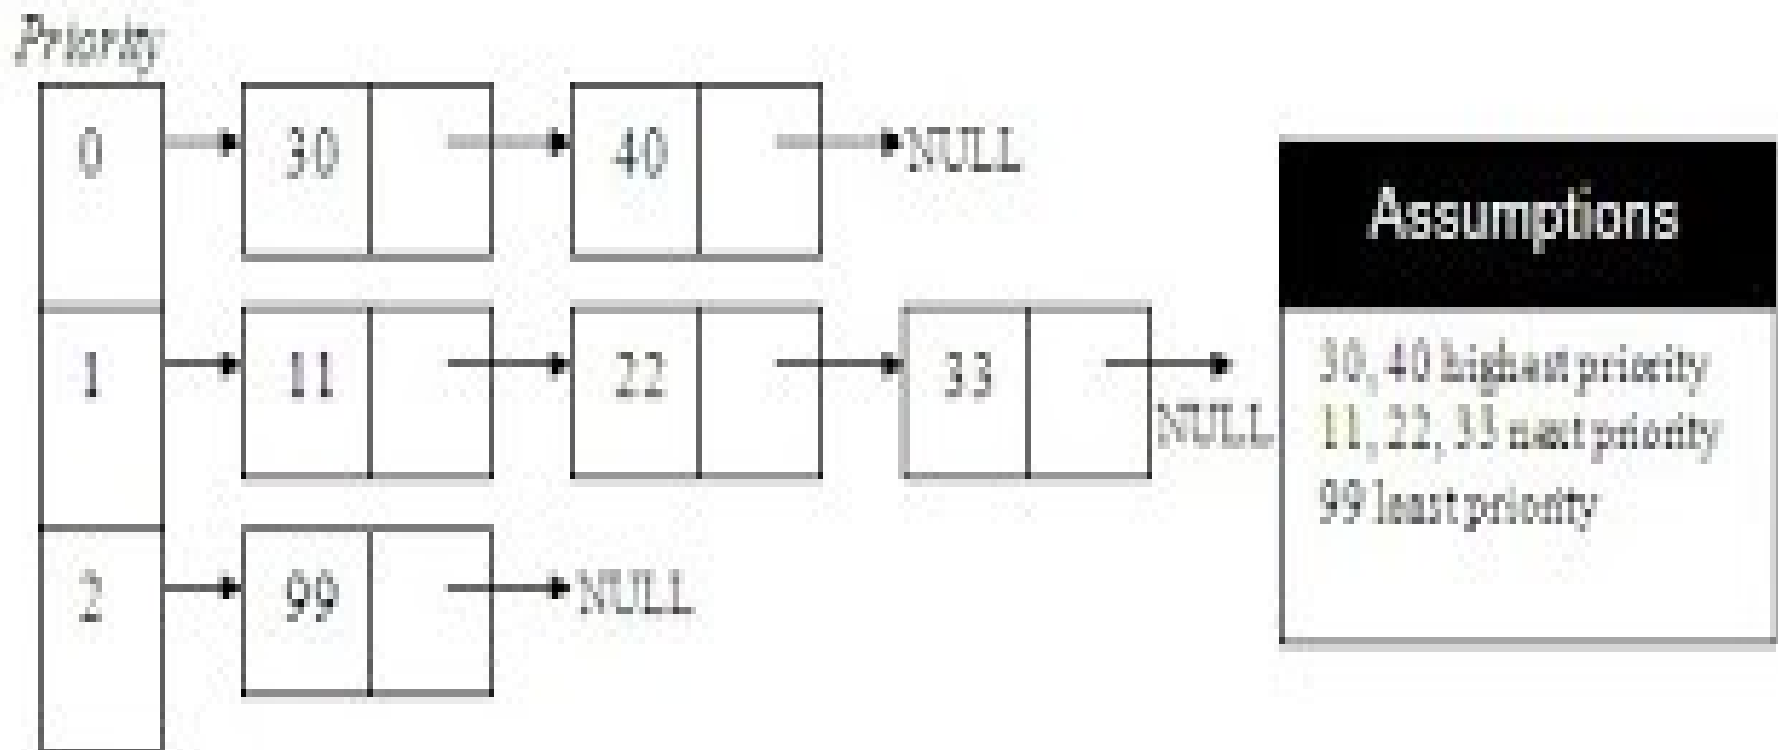 Priority
0 30 40 NULL
Assumptions
1 11 22 33 NULL
30, 40 highest priority
11, 22, 33 next priority
99 least priority
2 99 NULL